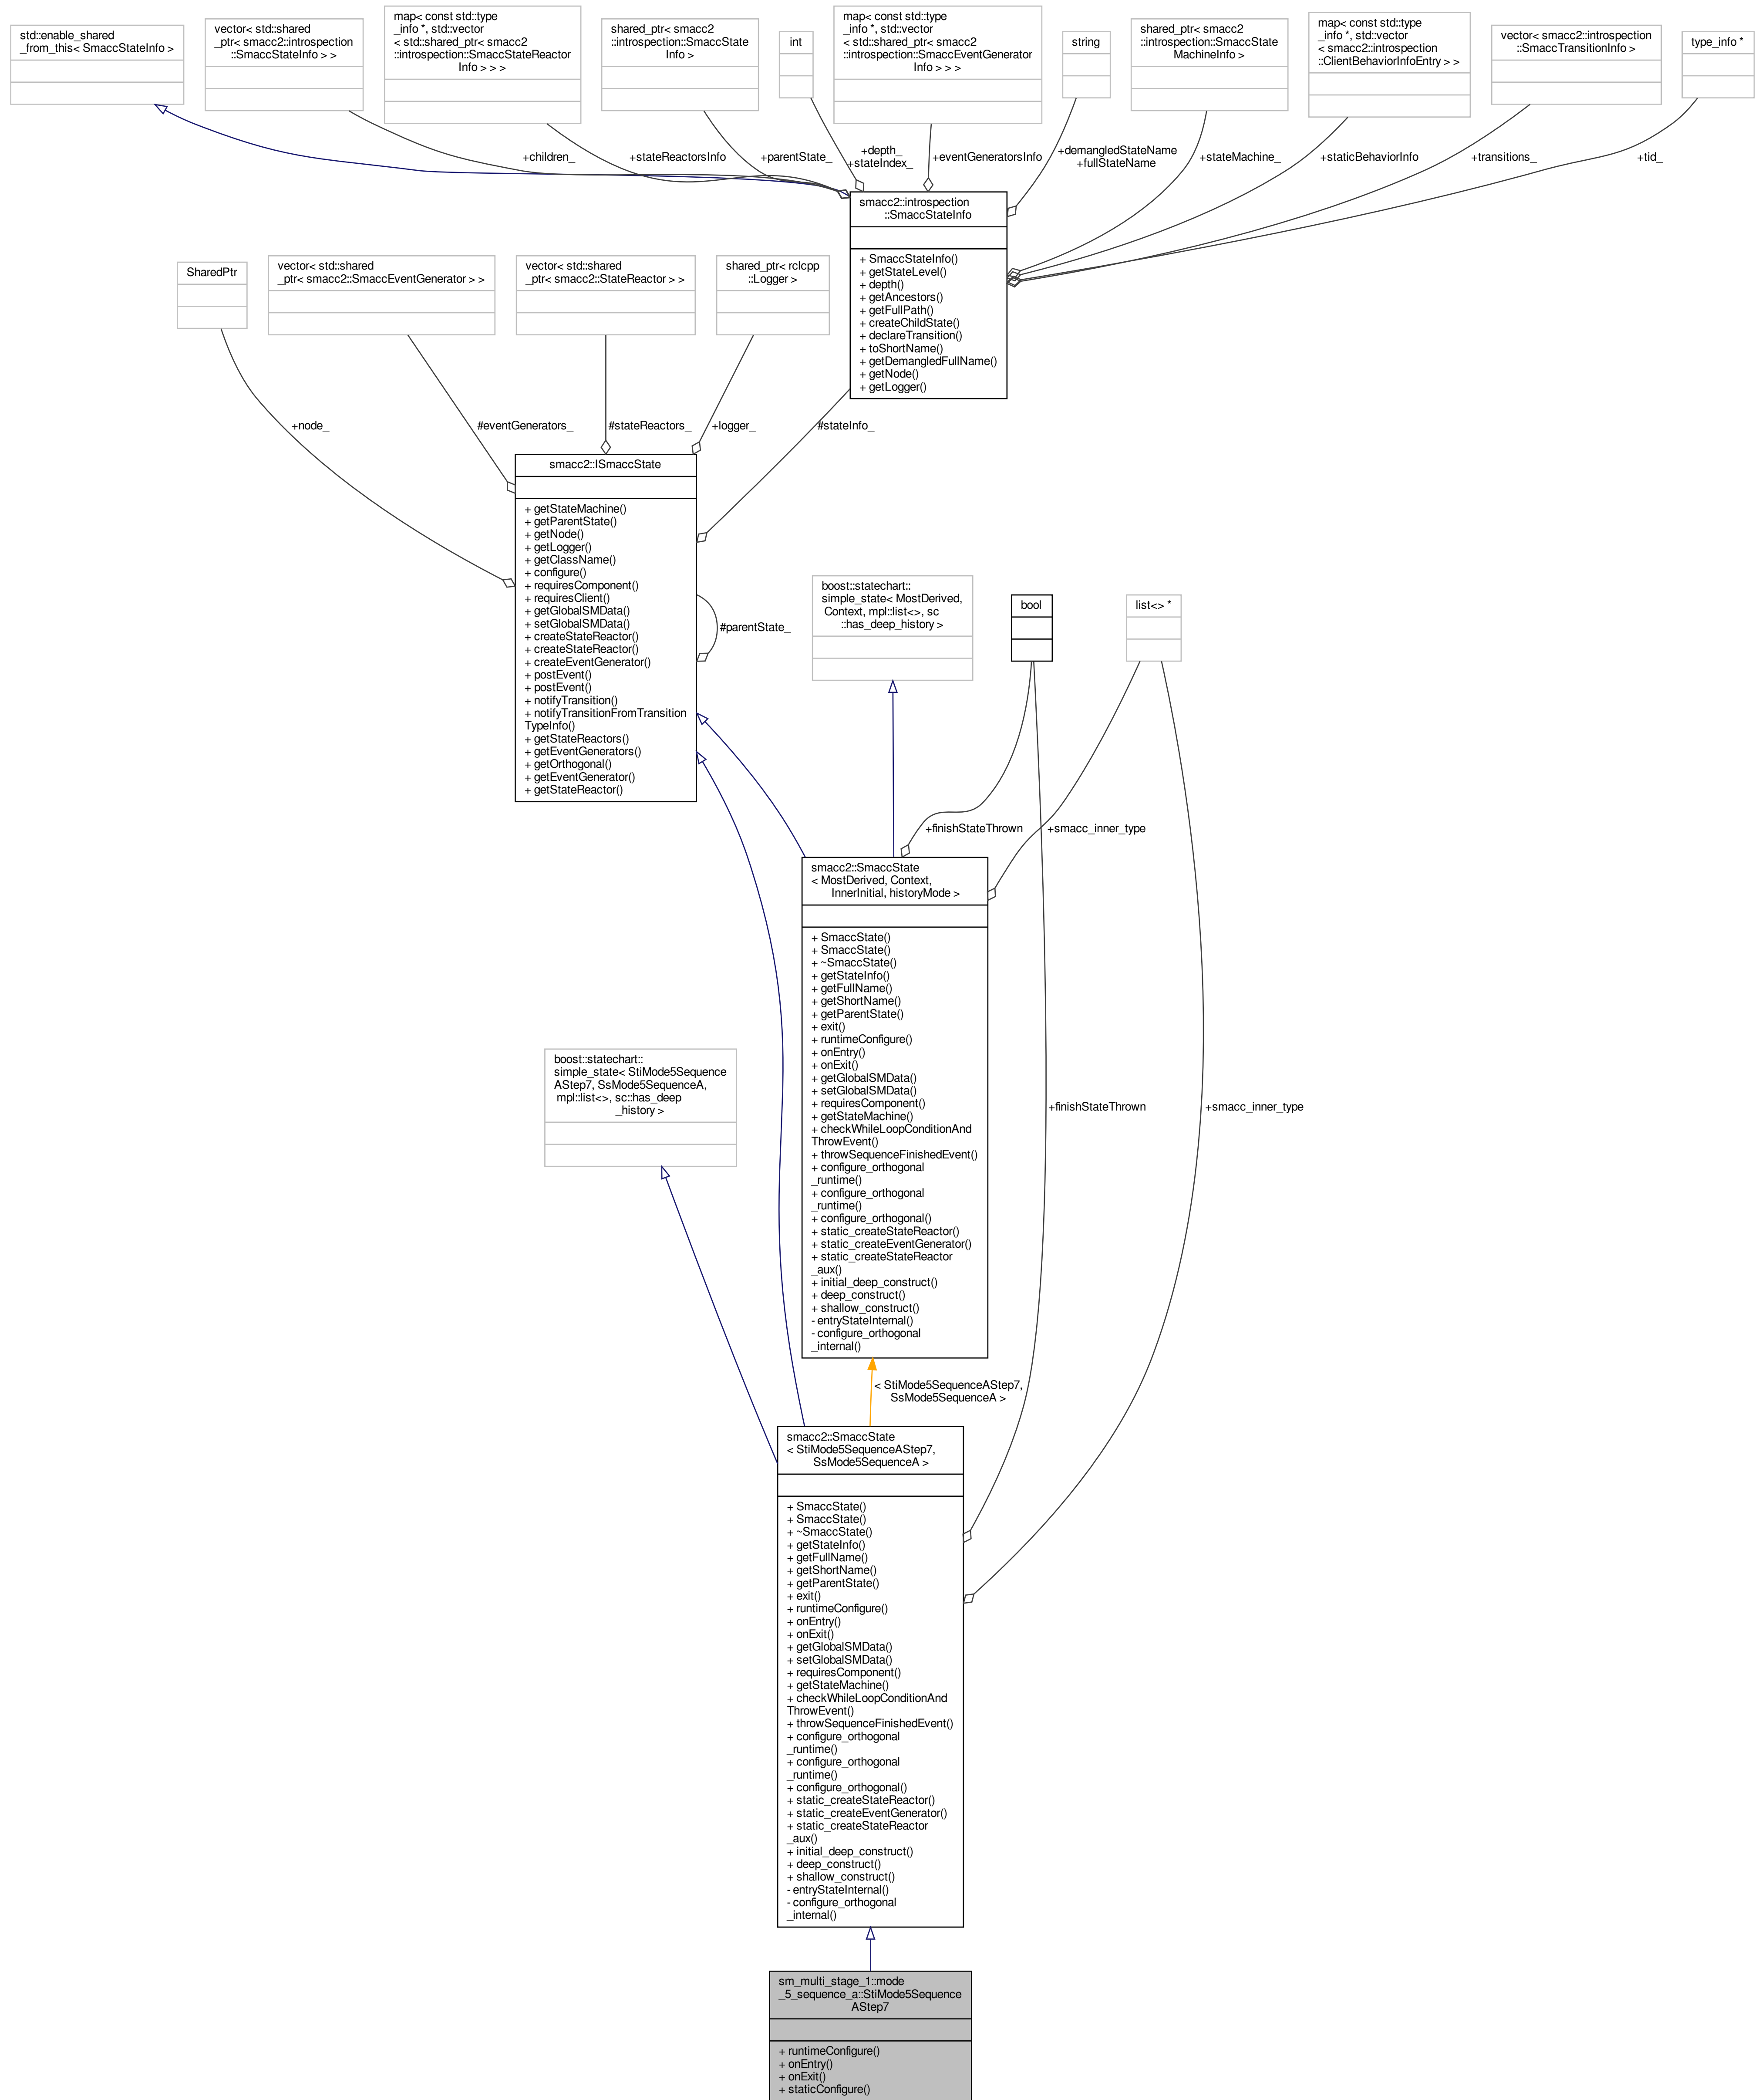 std::enable_shared
_from_this< SmaccStateInfo >
vector< std::shared
_ptr< smacc2::introspection
::SmaccStateInfo > >
map< const std::type
_info *, std::vector
< std::shared_ptr< smacc2
::introspection::SmaccStateReactor
Info > > >
shared_ptr< smacc2
::introspection::SmaccState
Info >
int
map< const std::type
_info *, std::vector
< std::shared_ptr< smacc2
::introspection::SmaccEventGenerator
Info > > >
string
shared_ptr< smacc2
::introspection::SmaccState
MachineInfo >
map< const std::type
_info *, std::vector
< smacc2::introspection
::ClientBehaviorInfoEntry > >
vector< smacc2::introspection
::SmaccTransitionInfo >
type_info *
+children_
+stateReactorsInfo
+parentState_
+depth_
+stateIndex_
+eventGeneratorsInfo
+demangledStateName
+fullStateName
+stateMachine_
+staticBehaviorInfo
+transitions_
+tid_
smacc2::introspection
::SmaccStateInfo
+ SmaccStateInfo()
+ getStateLevel()
+ depth()
+ getAncestors()
+ getFullPath()
+ createChildState()
+ declareTransition()
+ toShortName()
+ getDemangledFullName()
+ getNode()
+ getLogger()
SharedPtr
vector< std::shared
_ptr< smacc2::SmaccEventGenerator > >
vector< std::shared
_ptr< smacc2::StateReactor > >
shared_ptr< rclcpp
::Logger >
+node_
#eventGenerators_
#stateReactors_
+logger_
#stateInfo_
smacc2::ISmaccState
+ getStateMachine()
+ getParentState()
+ getNode()
+ getLogger()
+ getClassName()
+ configure()
+ requiresComponent()
+ requiresClient()
+ getGlobalSMData()
+ setGlobalSMData()
+ createStateReactor()
+ createStateReactor()
+ createEventGenerator()
+ postEvent()
+ postEvent()
+ notifyTransition()
+ notifyTransitionFromTransition
TypeInfo()
+ getStateReactors()
+ getEventGenerators()
+ getOrthogonal()
+ getEventGenerator()
+ getStateReactor()
#parentState_
boost::statechart::
simple_state< MostDerived,
Context, mpl::list<>, sc
::has_deep_history >
bool
list<> *
+finishStateThrown
+smacc_inner_type
smacc2::SmaccState
< MostDerived, Context,
InnerInitial, historyMode >
+ SmaccState()
+ SmaccState()
+ ~SmaccState()
+ getStateInfo()
+ getFullName()
+ getShortName()
+ getParentState()
+ exit()
+ runtimeConfigure()
+ onEntry()
+ onExit()
+ getGlobalSMData()
+ setGlobalSMData()
+ requiresComponent()
+ getStateMachine()
+ checkWhileLoopConditionAnd
ThrowEvent()
+ throwSequenceFinishedEvent()
+ configure_orthogonal
_runtime()
+ configure_orthogonal
_runtime()
+ configure_orthogonal()
+ static_createStateReactor()
+ static_createEventGenerator()
+ static_createStateReactor
_aux()
+ initial_deep_construct()
+ deep_construct()
+ shallow_construct()
- entryStateInternal()
- configure_orthogonal
_internal()
boost::statechart::
simple_state< StiMode5Sequence
AStep7, SsMode5SequenceA,
mpl::list<>, sc::has_deep
_history >
+finishStateThrown
+smacc_inner_type
< StiMode5SequenceAStep7,
SsMode5SequenceA >
smacc2::SmaccState
< StiMode5SequenceAStep7,
SsMode5SequenceA >
+ SmaccState()
+ SmaccState()
+ ~SmaccState()
+ getStateInfo()
+ getFullName()
+ getShortName()
+ getParentState()
+ exit()
+ runtimeConfigure()
+ onEntry()
+ onExit()
+ getGlobalSMData()
+ setGlobalSMData()
+ requiresComponent()
+ getStateMachine()
+ checkWhileLoopConditionAnd
ThrowEvent()
+ throwSequenceFinishedEvent()
+ configure_orthogonal
_runtime()
+ configure_orthogonal
_runtime()
+ configure_orthogonal()
+ static_createStateReactor()
+ static_createEventGenerator()
+ static_createStateReactor
_aux()
+ initial_deep_construct()
+ deep_construct()
+ shallow_construct()
- entryStateInternal()
- configure_orthogonal
_internal()
sm_multi_stage_1::mode
_5_sequence_a::StiMode5Sequence
AStep7
+ runtimeConfigure()
+ onEntry()
+ onExit()
+ staticConfigure()